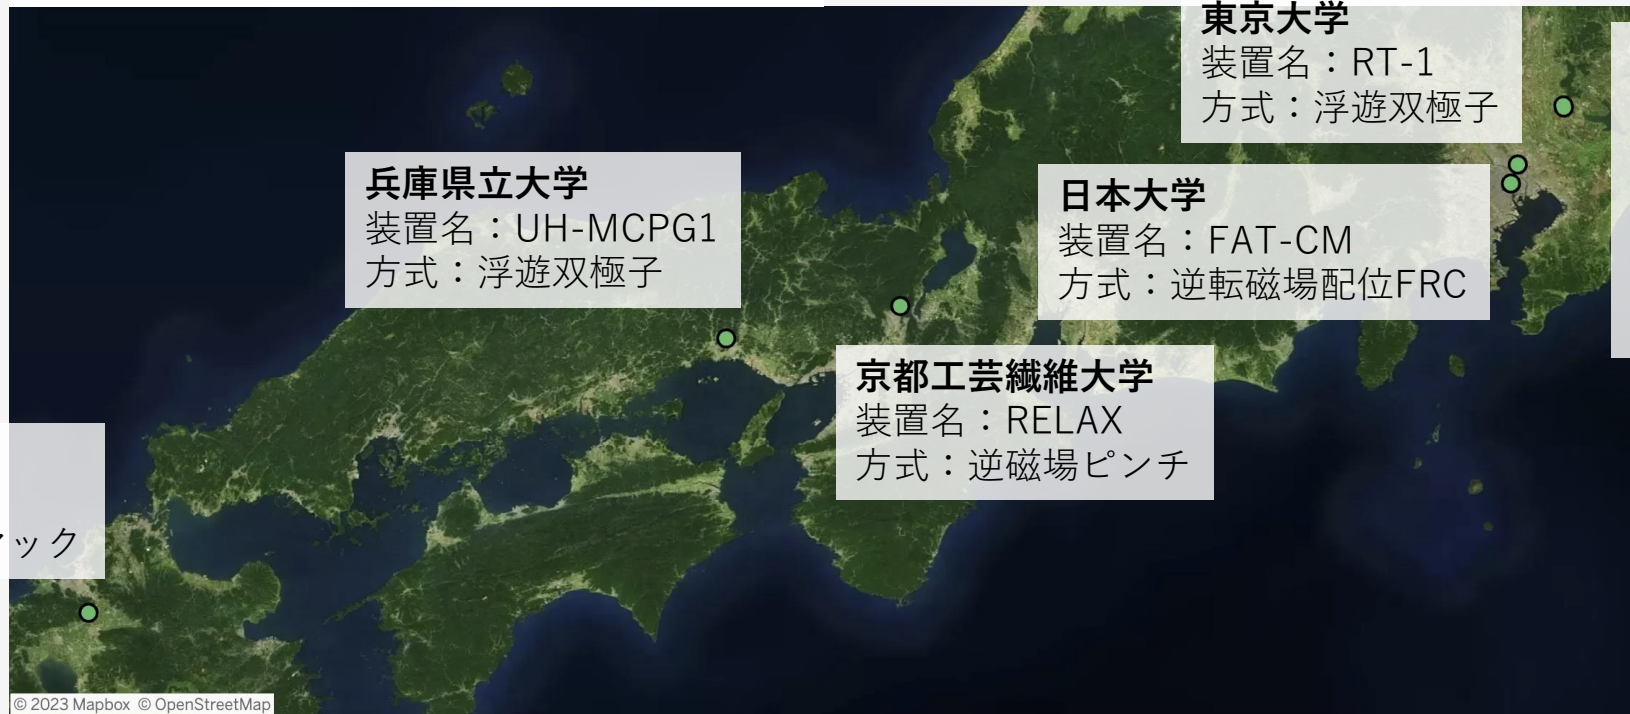 東京大学
装置名：RT-1
方式：浮遊双極子
兵庫県立大学
装置名：UH-MCPG1
方式：浮遊双極子
日本大学
装置名：FAT-CM
方式：逆転磁場配位FRC
京都工芸繊維大学
装置名：RELAX
方式：逆磁場ピンチ
ック
© 2023 Mapbox © OpenStreetMap